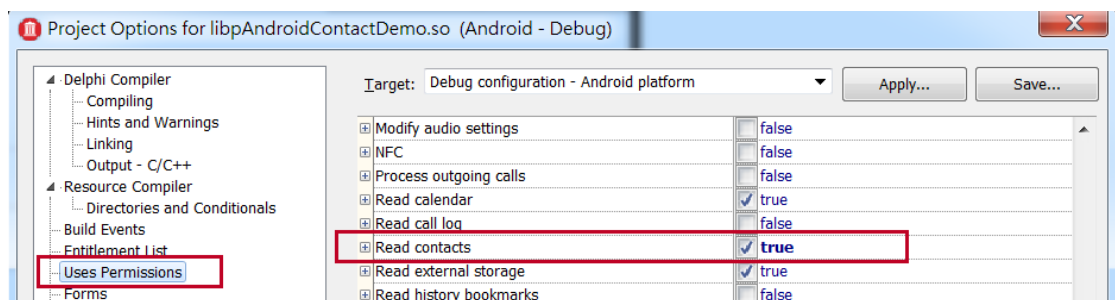 Project Options for libpAndroidContactDemo.so (Android - Debug)
X
Delphi Compiler
Compiling
Hints and Warnings
Linking
Output - C/C++
Resource Compiler
Directories and Conditionals
Build Events
Entitlement List
Uses Permissions
Forms
Target: Debug configuration - Android platform
Apply...
Save...
Modify audio settings false
NFC false
Process outgoing calls false
Read calendar true
Read call log false
Read contacts true
Read external storage true
Read history bookmarks false